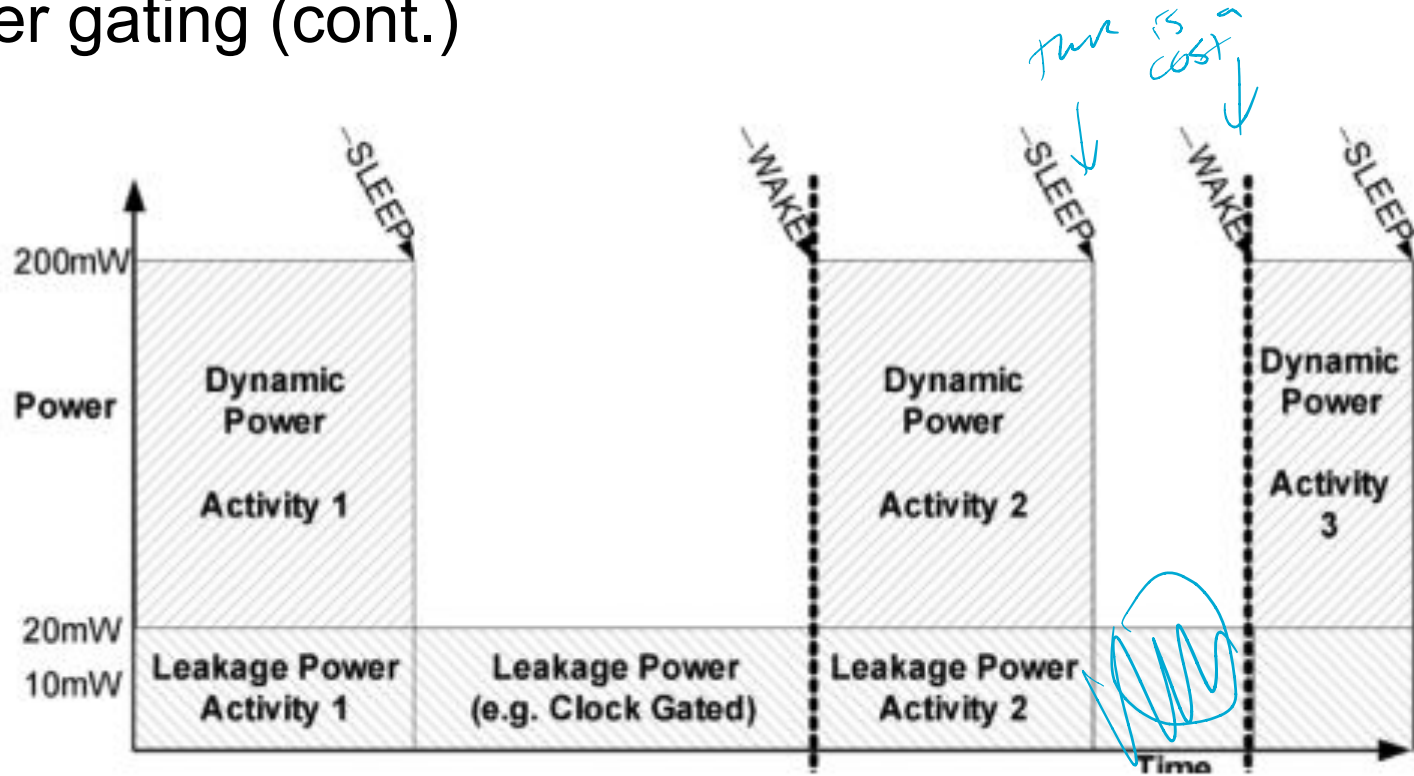 er gating (cont.)
there is a
cost
SLEEP
WAKE
SLEEP
WAKE
SLEEP
200mW
Power
20mW
10mW
Dynamic
Power
Activity 1
Dynamic
Power
Activity 2
Dynamic
Power
Activity
3
Leakage Power
Activity 1
Leakage Power
(e.g. Clock Gated)
Leakage Power
Activity 2
Time